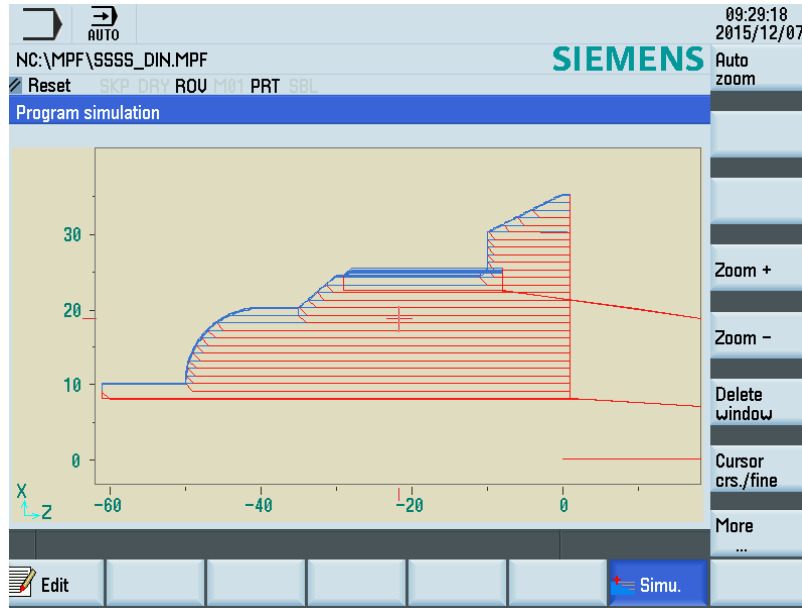 AUTO
09:29:18
2015/12/07
NC:\MPF\SSSS_DIN.MPF
SIEMENS
Reset SKP DRY ROV M01 PRT SBL
Program simulation
Auto
zoom
Zoom +
Zoom -
Delete
window
Cursor
crs./fine
More
...
30
20
10
0
X
Z
-60 -40 -20 0
Edit
Simu.